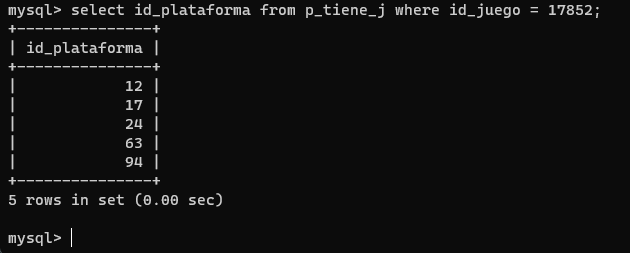 mysql> select id_plataforma from p_tiene_j where id_juego = 17852;
+---------------+
| id_plataforma |
+---------------+
|            12 |
|            17 |
|            24 |
|            63 |
|            94 |
+---------------+
5 rows in set (0.00 sec)
mysql>